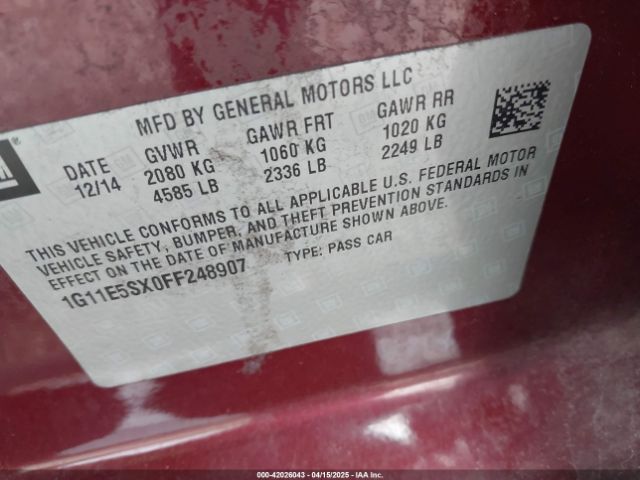 MFD BY GENERAL MOTORS LLC
GM
DATE GVWR GAWR FRT GAWR RR
12/14 2080 KG 1060 KG 1020 KG
4585 LB 2336 LB 2249 LB
THIS VEHICLE CONFORMS TO ALL APPLICABLE U.S. FEDERAL MOTOR
VEHICLE SAFETY, BUMPER, AND THEFT PREVENTION STANDARDS IN
EFFECT ON THE DATE OF MANUFACTURE SHOWN ABOVE.
1G11E5SX0FF248907 TYPE: PASS CAR
000-42026043 - 04/15/2025 - IAA Inc.